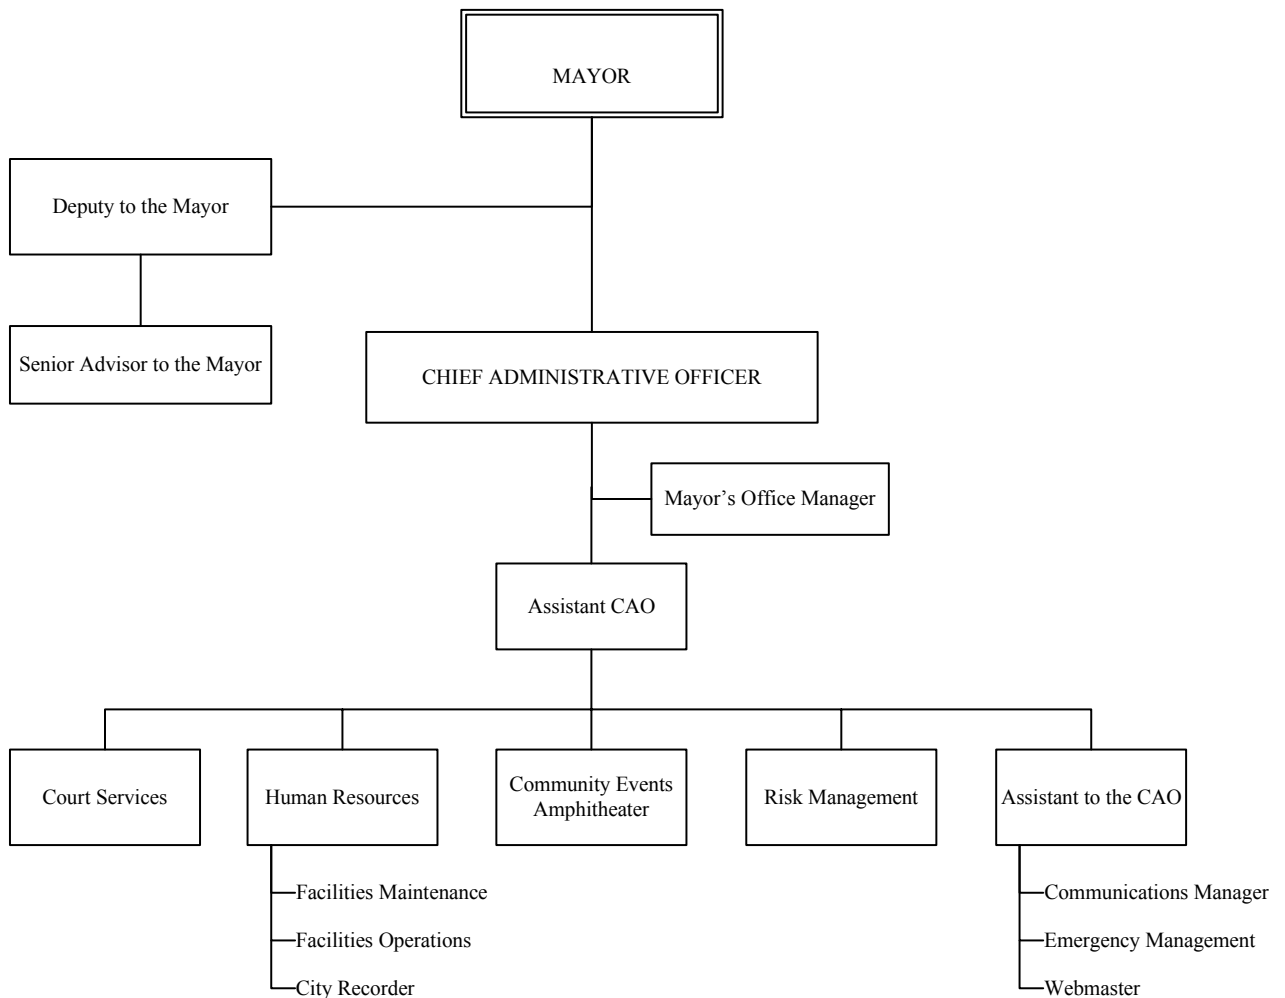 MAYOR
Deputy to the Mayor
Senior Advisor to the Mayor
CHIEF ADMINISTRATIVE OFFICER
Mayor’s Office Manager
Assistant CAO
Court Services
Human Resources
Community Events
Amphitheater
Risk Management
Assistant to the CAO
Facilities Maintenance
Facilities Operations
City Recorder
Communications Manager
Emergency Management
Webmaster